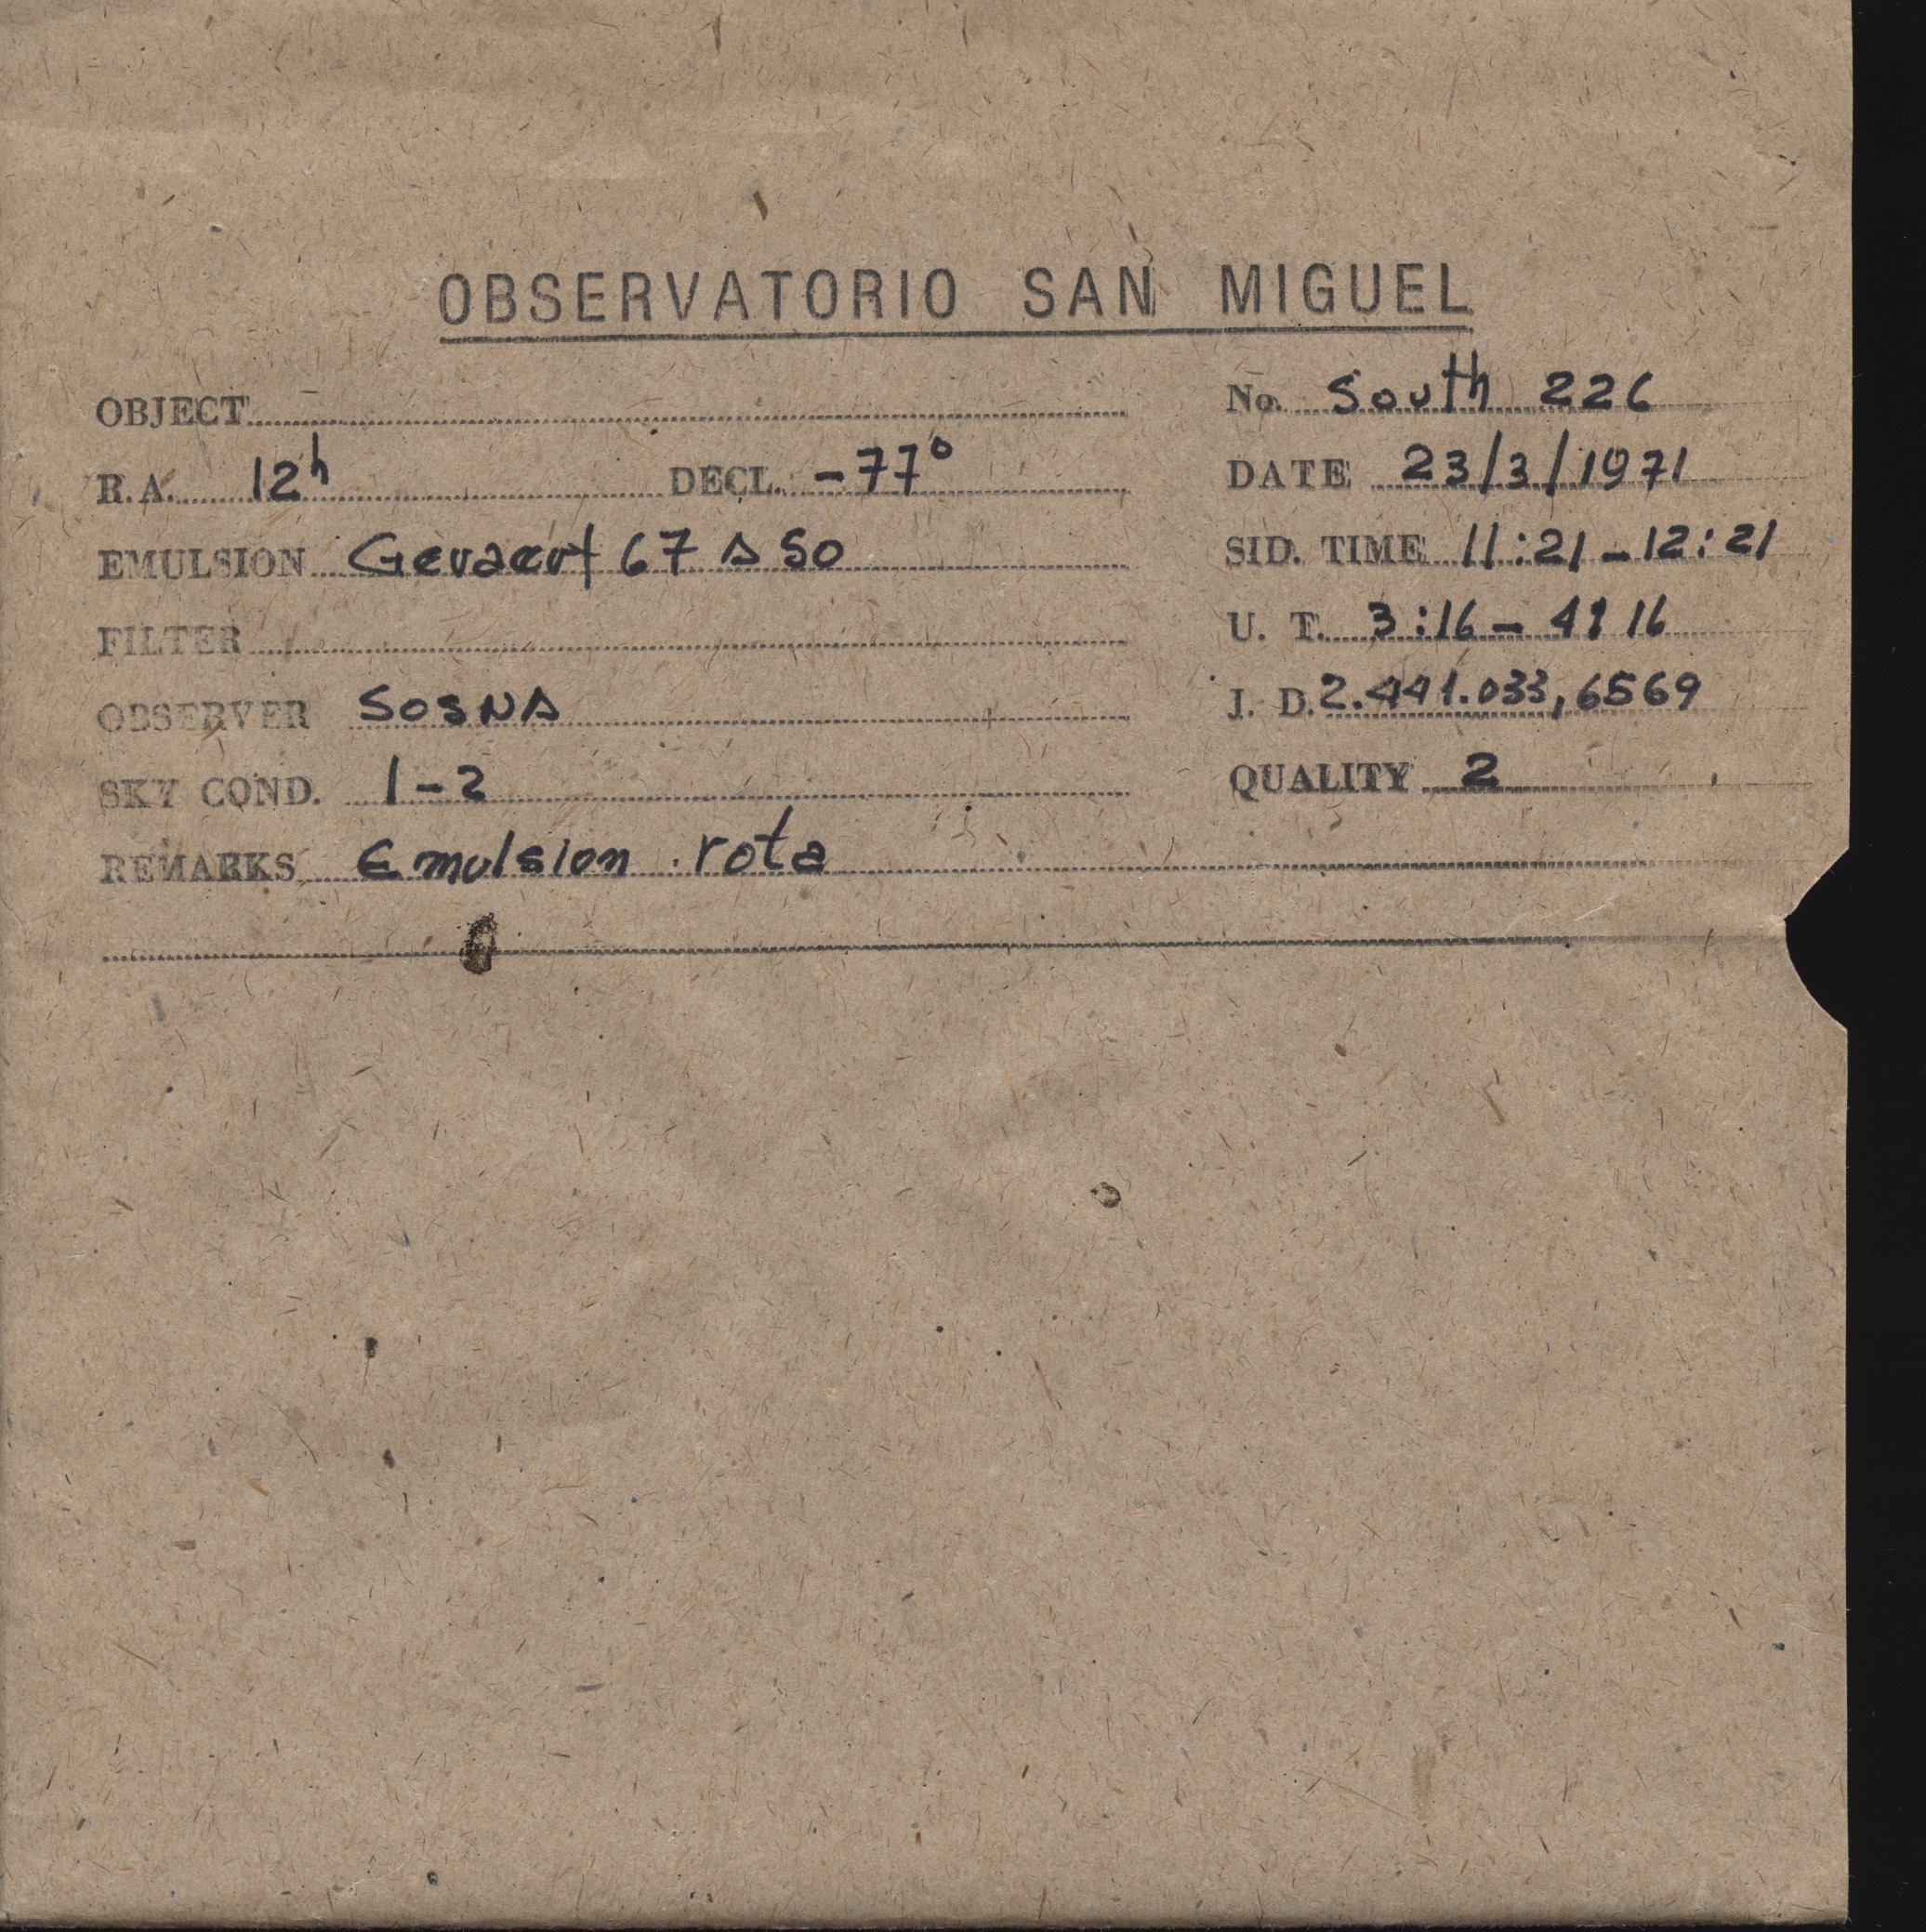 OBSERVATORIO SAN MIGUEL
OBJECT
No. South 226
R.A. 12h DECL. -77°
DATE 23/3/1971
EMULSION Gevaert 67 A 50
SID. TIME 11:21-12:21
FILTER
U. T. 3:16-4:16
OBSERVER SOSNA
J. D. 2.441.033,6569
SKY COND. 1-2
QUALITY 2
REMARKS Emulsion rota